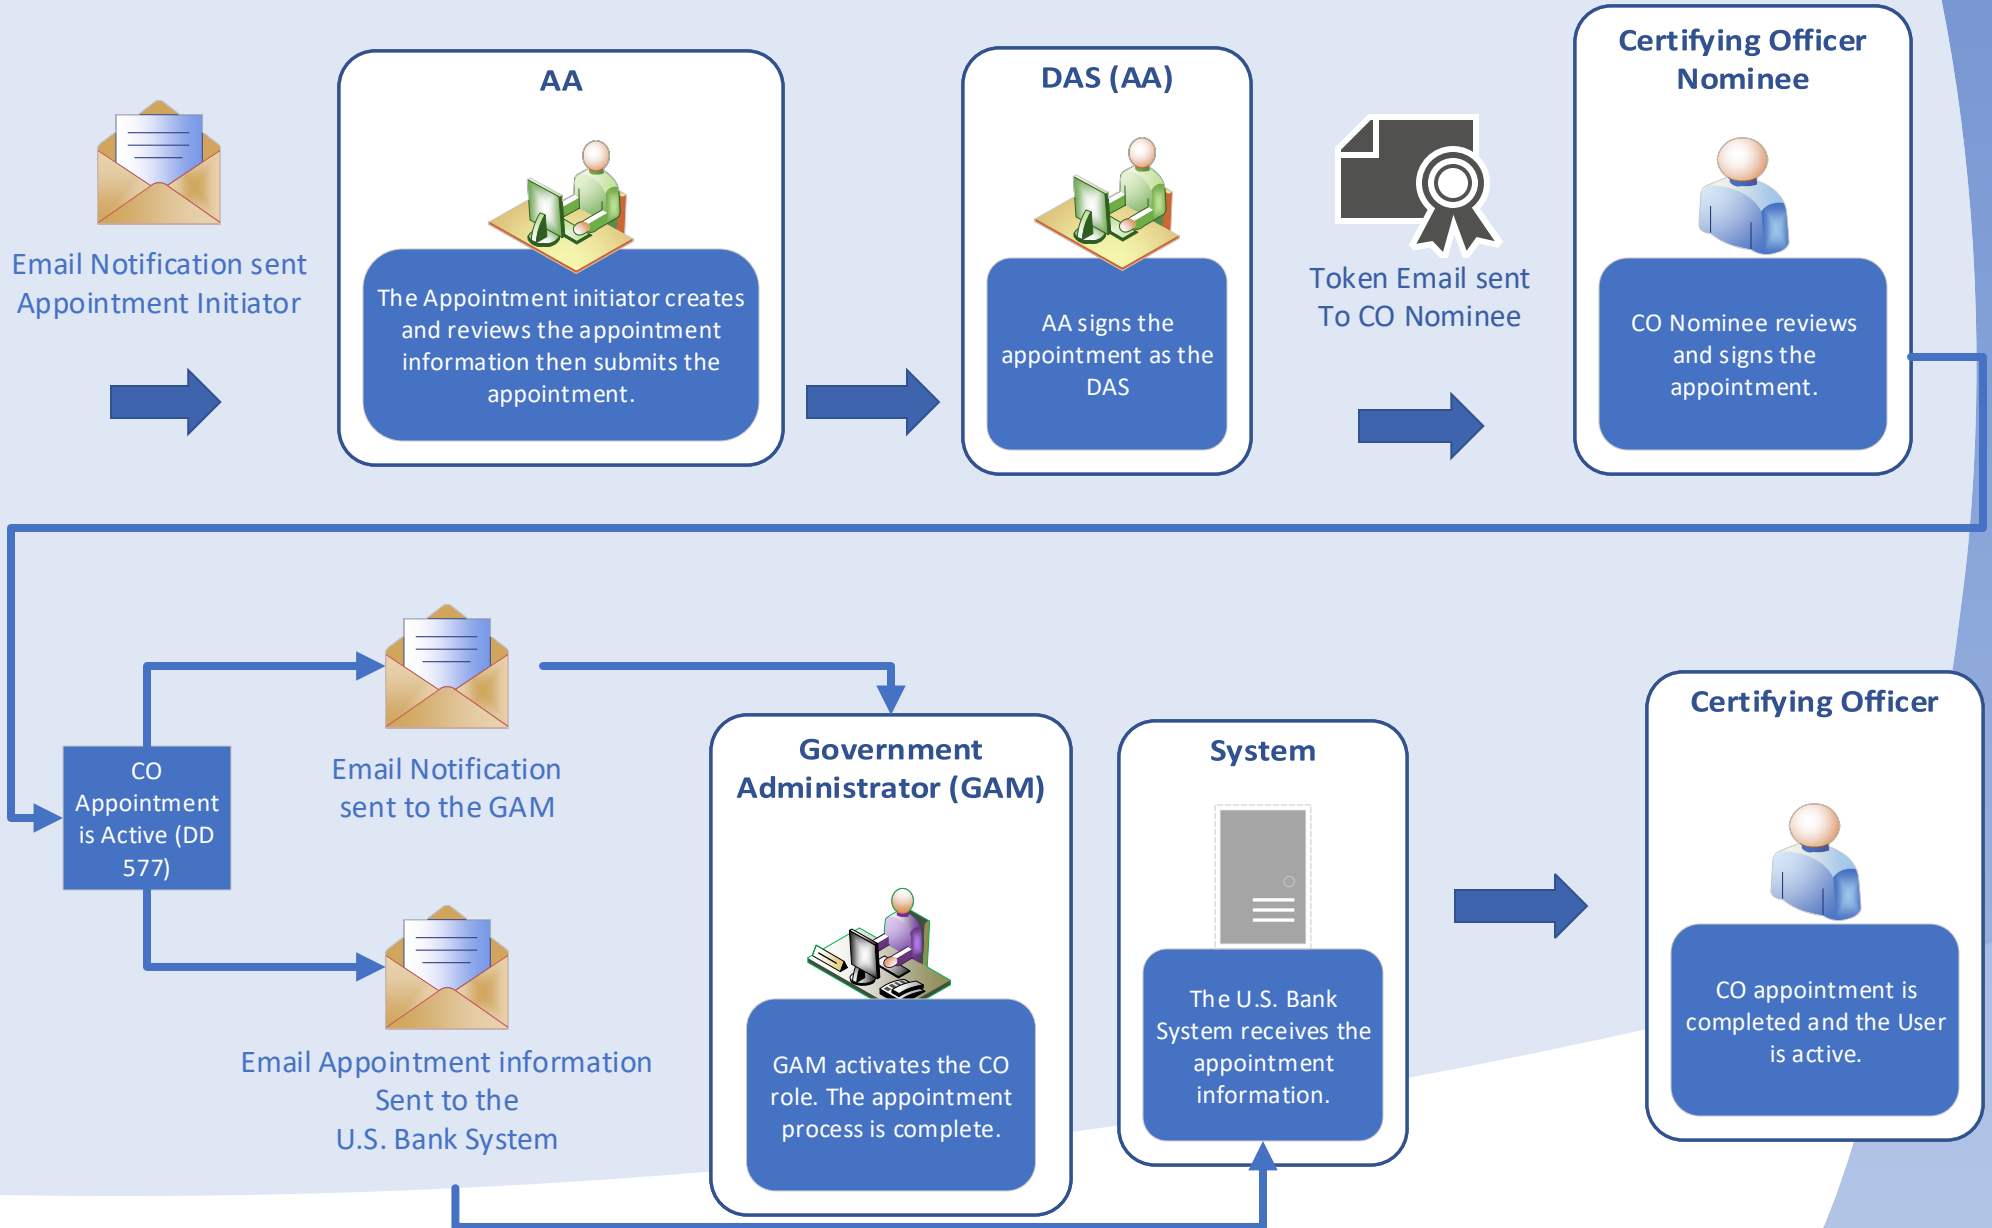 Email Notification sent
Appointment Initiator
AA
The Appointment initiator creates
and reviews the appointment
information then submits the
appointment.
DAS (AA)
AA signs the
appointment as the
DAS
Token Email sent
To CO Nominee
Certifying Officer
Nominee
CO Nominee reviews
and signs the
appointment.
CO
Appointment
is Active (DD
577)
Email Notification
sent to the GAM
Email Appointment information
Sent to the
U.S. Bank System
Government
Administrator (GAM)
GAM activates the CO
role. The appointment
process is complete.
System
The U.S. Bank
System receives the
appointment
information.
Certifying Officer
CO appointment is
completed and the User
is active.